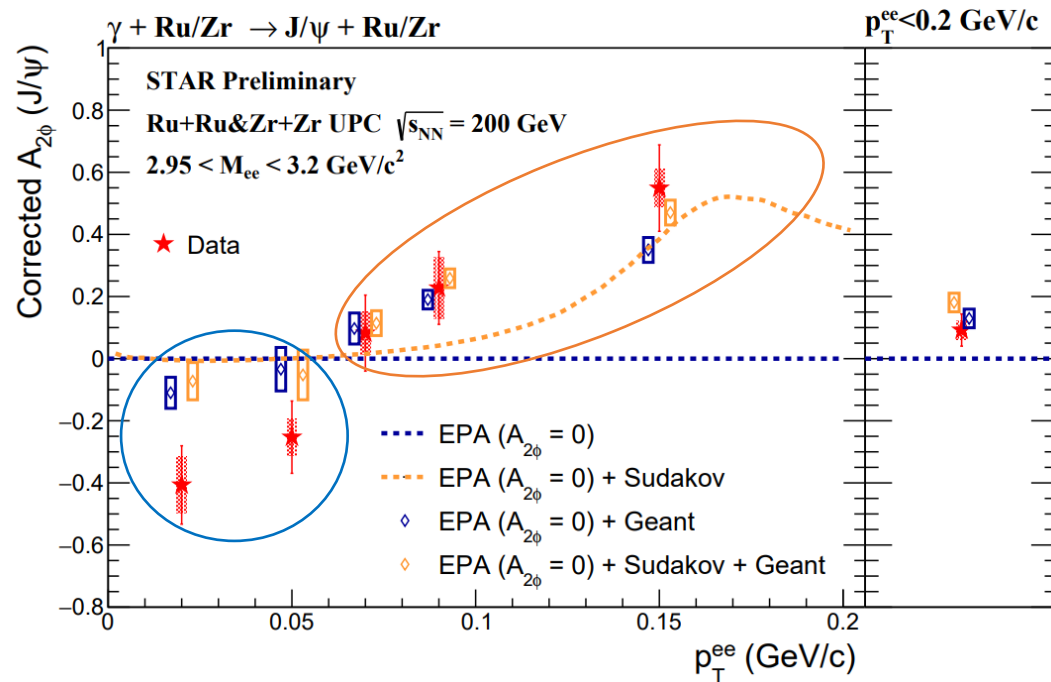 γ + Ru/Zr → J/ψ + Ru/Zr
p_T^ee<0.2 GeV/c
STAR Preliminary
Ru+Ru&Zr+Zr UPC √s_NN = 200 GeV
2.95 < M_ee < 3.2 GeV/c²
Data
EPA (A_2ϕ = 0)
EPA (A_2ϕ = 0) + Sudakov
EPA (A_2ϕ = 0) + Geant
EPA (A_2ϕ = 0) + Sudakov + Geant
Corrected A_2ϕ (J/ψ)
1
0.8
0.6
0.4
0.2
0
−0.2
−0.4
−0.6
−0.8
0 0.05 0.1 0.15 0.2
p_T^ee (GeV/c)